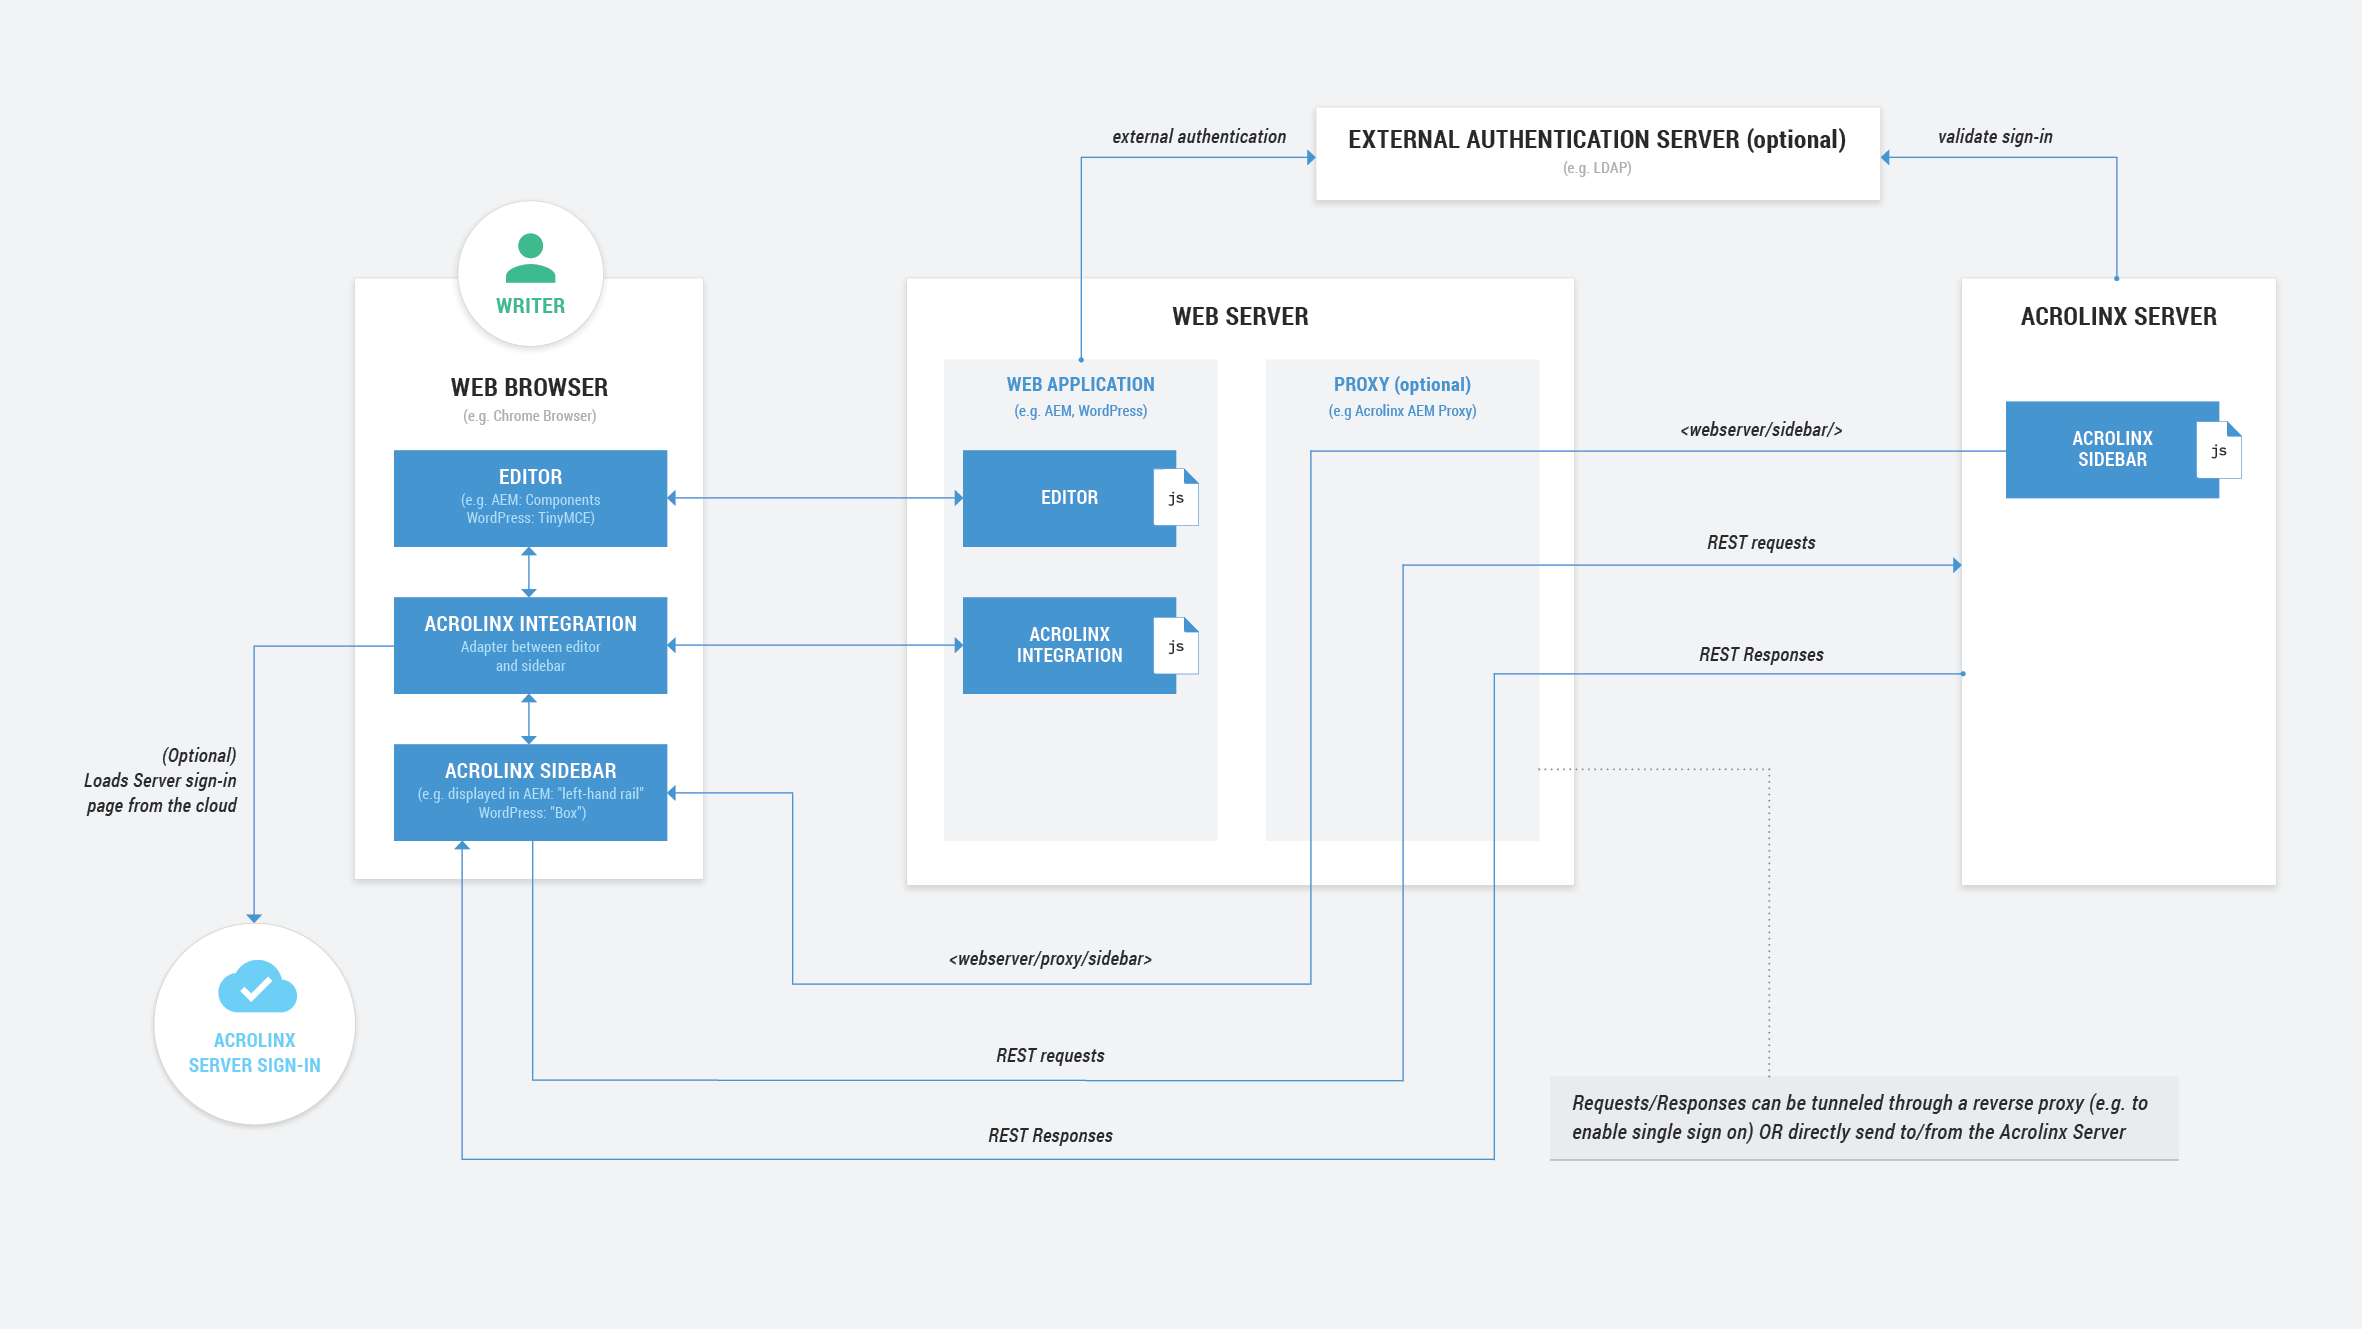 external authentication
EXTERNAL AUTHENTICATION SERVER (optional)
(e.g. LDAP)
validate sign-in
WRITER
WEB BROWSER
(e.g. Chrome Browser)
EDITOR
(e.g. AEM: Components
WordPress: TinyMCE)
ACROLINX INTEGRATION
Adapter between editor
and sidebar
ACROLINX SIDEBAR
(e.g. displayed in AEM: "left-hand rail"
WordPress: "Box")
WEB SERVER
WEB APPLICATION
(e.g. AEM, WordPress)
EDITOR
js
ACROLINX
INTEGRATION
js
PROXY (optional)
(e.g Acrolinx AEM Proxy)
<webserver/sidebar/>
REST requests
REST Responses
ACROLINX SERVER
ACROLINX
SIDEBAR
js
(Optional)
Loads Server sign-in
page from the cloud
ACROLINX
SERVER SIGN-IN
<webserver/proxy/sidebar>
REST requests
REST Responses
Requests/Responses can be tunneled through a reverse proxy (e.g. to
enable single sign on) OR directly send to/from the Acrolinx Server